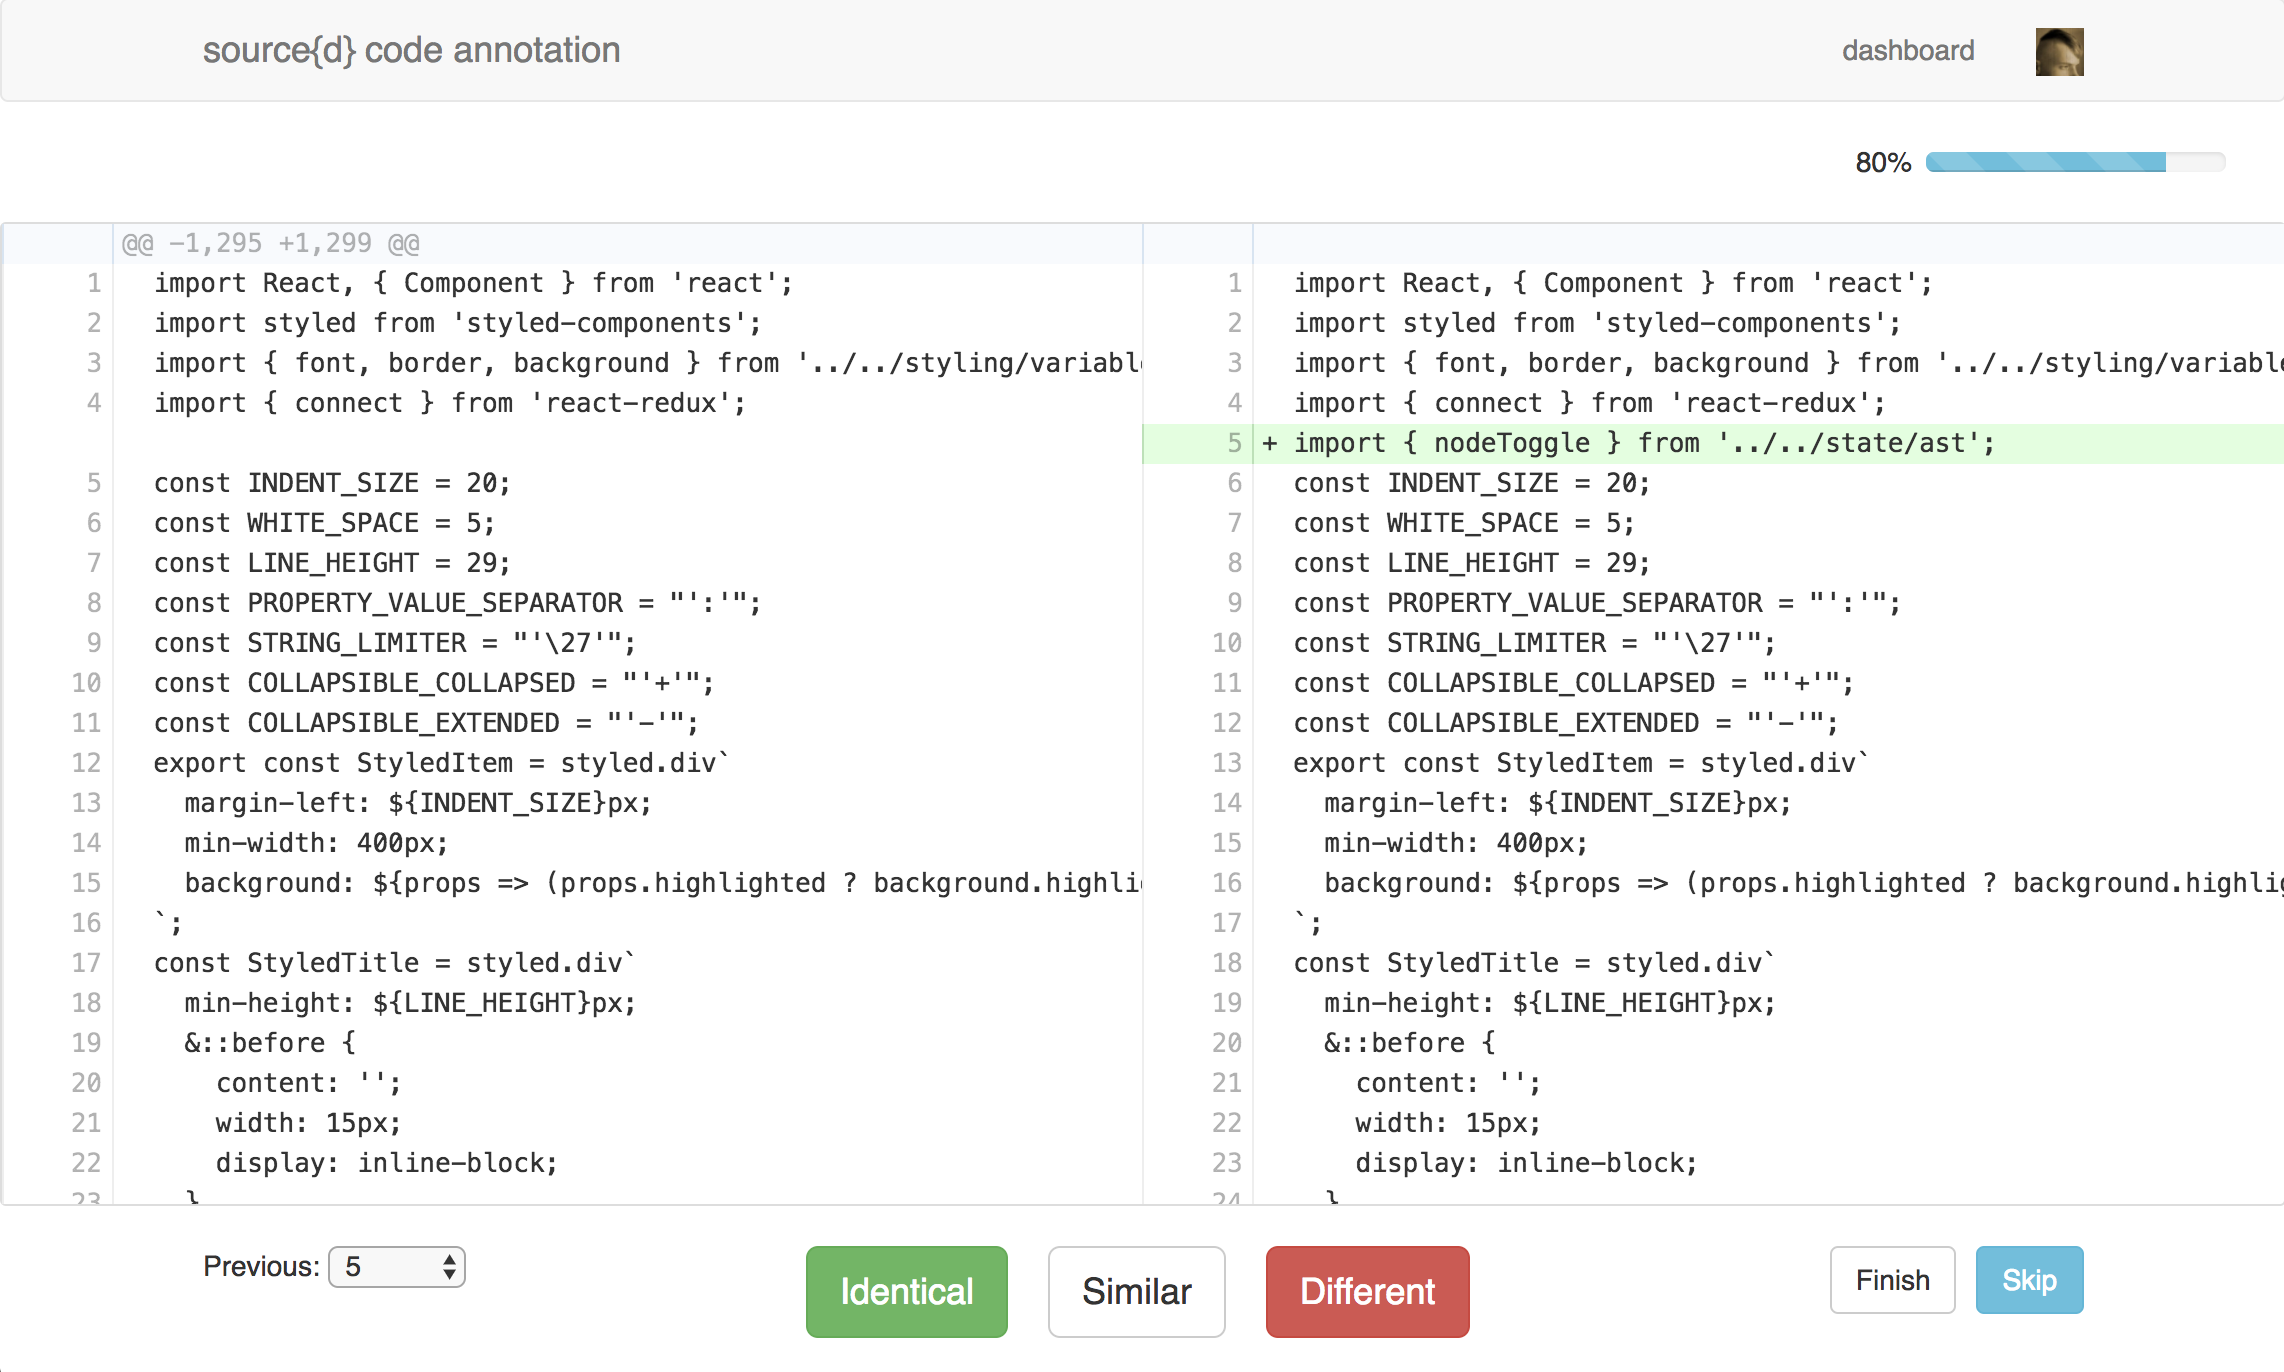 source{d} code annotation
dashboard
80%
@@ -1,295 +1,299 @@
1 import React, { Component } from 'react';
2 import styled from 'styled-components';
3 import { font, border, background } from '../../styling/variabl
4 import { connect } from 'react-redux';
5 const INDENT_SIZE = 20;
6 const WHITE_SPACE = 5;
7 const LINE_HEIGHT = 29;
8 const PROPERTY_VALUE_SEPARATOR = "':'";
9 const STRING_LIMITER = "'\27'";
10 const COLLAPSIBLE_COLLAPSED = "'+'";
11 const COLLAPSIBLE_EXTENDED = "'-'";
12 export const StyledItem = styled.div`
13 margin-left: ${INDENT_SIZE}px;
14 min-width: 400px;
15 background: ${props => (props.highlighted ? background.highli
16 `;
17 const StyledTitle = styled.div`
18 min-height: ${LINE_HEIGHT}px;
19 &::before {
20 content: '';
21 width: 15px;
22 display: inline-block;
23 }
1 import React, { Component } from 'react';
2 import styled from 'styled-components';
3 import { font, border, background } from '../../styling/variable
4 import { connect } from 'react-redux';
5 + import { nodeToggle } from '../../state/ast';
6 const INDENT_SIZE = 20;
7 const WHITE_SPACE = 5;
8 const LINE_HEIGHT = 29;
9 const PROPERTY_VALUE_SEPARATOR = "':'";
10 const STRING_LIMITER = "'\27'";
11 const COLLAPSIBLE_COLLAPSED = "'+'";
12 const COLLAPSIBLE_EXTENDED = "'-'";
13 export const StyledItem = styled.div`
14 margin-left: ${INDENT_SIZE}px;
15 min-width: 400px;
16 background: ${props => (props.highlighted ? background.highlig
17 `;
18 const StyledTitle = styled.div`
19 min-height: ${LINE_HEIGHT}px;
20 &::before {
21 content: '';
22 width: 15px;
23 display: inline-block;
24 }
Previous: 5
Identical
Similar
Different
Finish
Skip